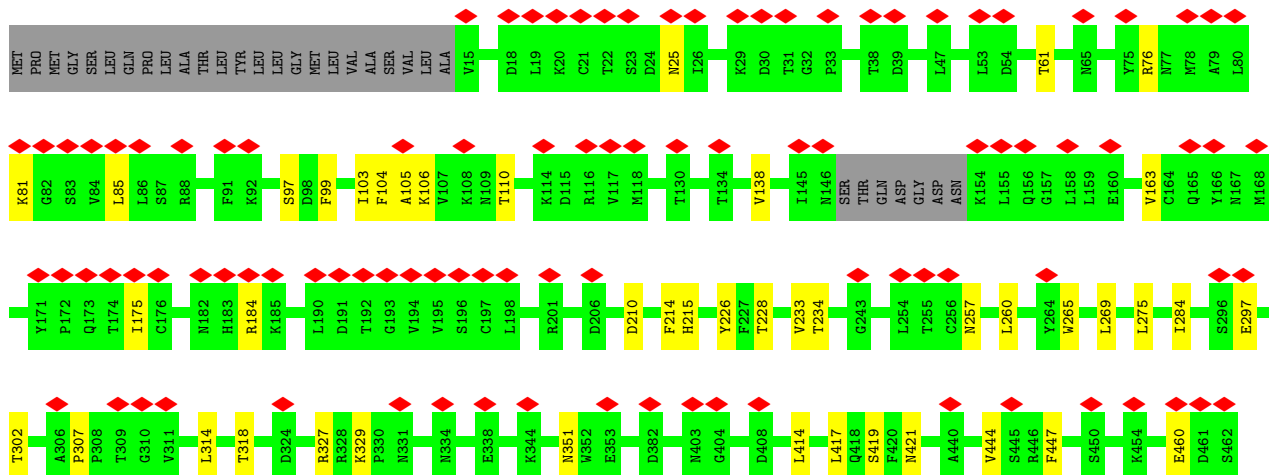 MET PRO MET GLY SER LEU GLN PRO LEU ALA THR LEU TYR LEU LEU GLY MET LEU VAL ALA SER VAL LEU ALA V15 D18 L19 K20 C21 T22 S23 D24 N25 I26 K29 D30 T31 G32 P33 T38 D39 L47 L53 D54 T61 N65 Y75 R76 N77 M78 A79 L80
K81 G82 S83 V84 L85 L86 S87 R88 F91 K92 S97 D98 F99 I103 F104 A105 K106 V107 K108 N109 T110 K114 D115 R116 V117 M118 T130 T134 V138 I145 N146 SER THR GLN ASP GLY ASP ASN K154 L155 Q156 G157 L158 L159 E160 V163 C164 Q165 Y166 N167 M168
Y171 P172 Q173 T174 I175 C176 N182 H183 R184 K185 L190 D191 T192 G193 V194 V195 S196 C197 L198 R201 D206 D210 F214 H215 Y226 F227 T228 V233 T234 G243 L254 T255 C256 N257 L260 Y264 W265 L269 L275 I284 S296 E297
T302 A306 P307 P308 T309 G310 V311 L314 T318 D324 R327 R328 K329 P330 N331 N334 E338 K344 N351 W352 E353 D382 N403 G404 D408 L414 L417 Q418 S419 F420 N421 A440 V444 S445 R446 F447 S450 K454 E460 D461 S462